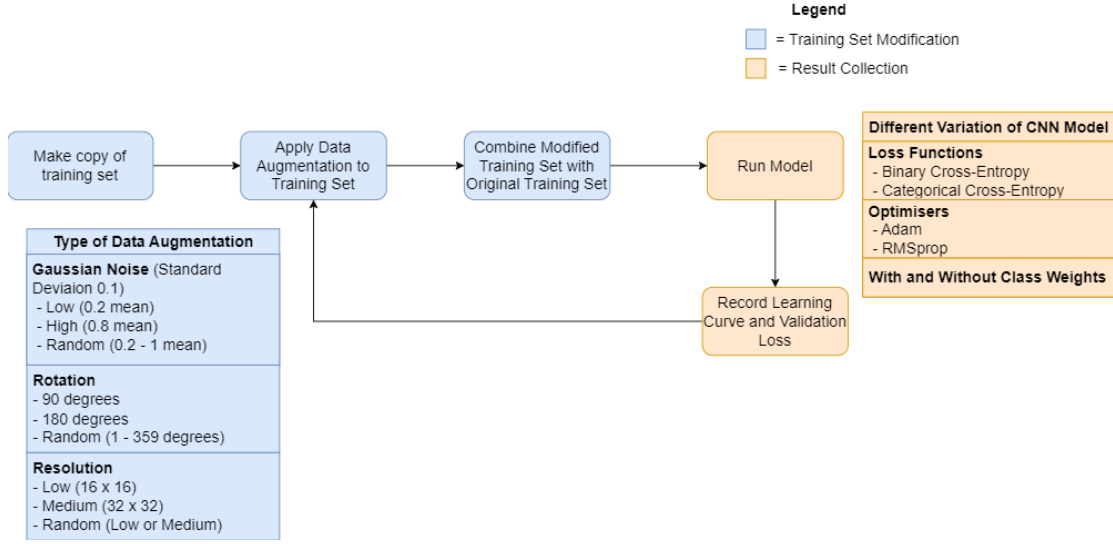 Legend
= Training Set Modification
= Result Collection
Make copy of
training set
Apply Data
Augmentation to
Training Set
Combine Modified
Training Set with
Original Training Set
Run Model
Different Variation of CNN Model
Loss Functions
- Binary Cross-Entropy
- Categorical Cross-Entropy
Optimisers
- Adam
- RMSprop
With and Without Class Weights
Record Learning
Curve and Validation
Loss
Type of Data Augmentation
Gaussian Noise (Standard
Deviaion 0.1)
- Low (0.2 mean)
- High (0.8 mean)
- Random (0.2 - 1 mean)
Rotation
- 90 degrees
- 180 degrees
- Random (1 - 359 degrees)
Resolution
- Low (16 x 16)
- Medium (32 x 32)
- Random (Low or Medium)